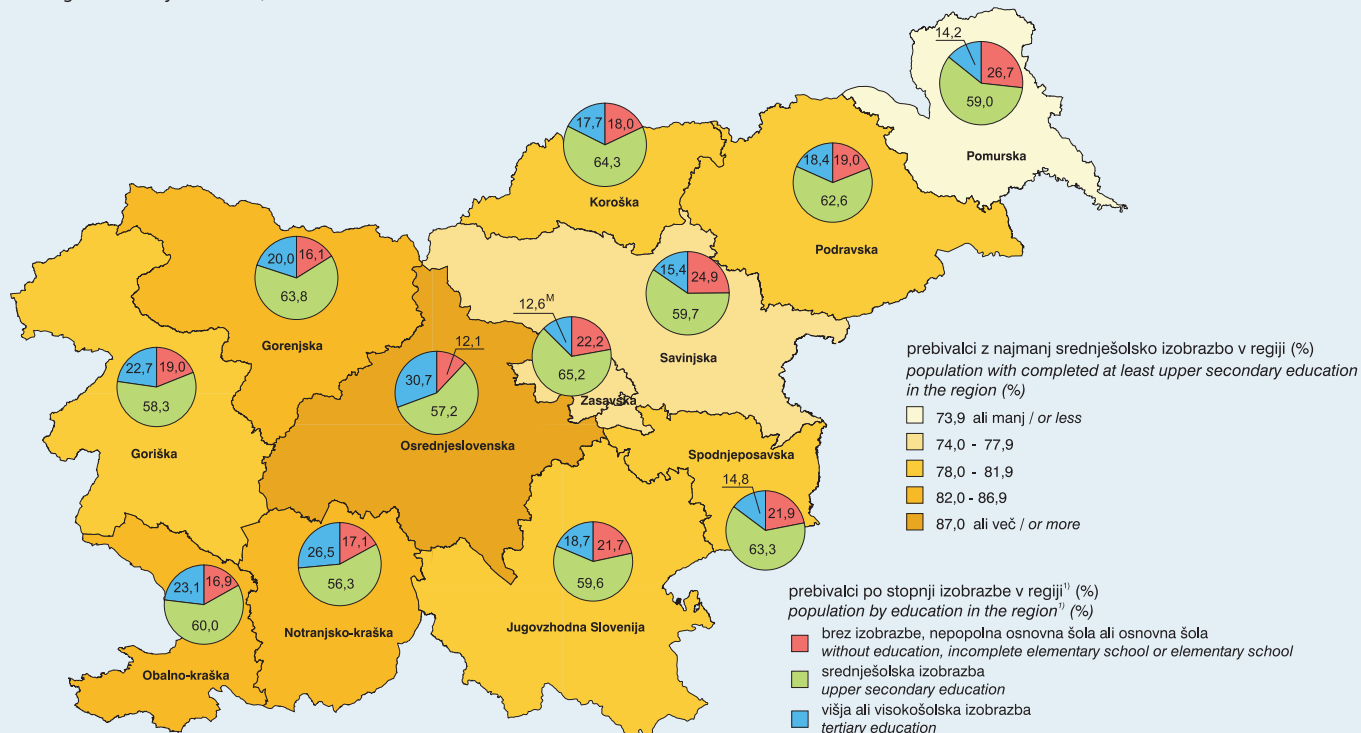 14,2
26,7
59,0
Pomurska
17,7
18,0
64,3
Koroška
18,4
19,0
62,6
Podravska
20,0
16,1
63,8
Gorenjska
15,4
24,9
59,7
Savinjska
12,6ᴹ
22,2
65,2
Zasavska
12,1
30,7
57,2
Osrednjeslovenska
22,7
19,0
58,3
Goriška
Spodnjeposavska
14,8
21,9
63,3
26,5
17,1
56,3
Notranjsko-kraška
18,7
21,7
59,6
Jugovzhodna Slovenija
23,1
16,9
60,0
Obalno-kraška
prebivalci z najmanj srednješolsko izobrazbo v regiji (%)
population with completed at least upper secondary education
in the region (%)
73,9 ali manj / or less
74,0 - 77,9
78,0 - 81,9
82,0 - 86,9
87,0 ali več / or more
prebivalci po stopnji izobrazbe v regiji¹⁾ (%)
population by education in the region¹⁾ (%)
brez izobrazbe, nepopolna osnovna šola ali osnovna šola
without education, incomplete elementary school or elementary school
srednješolska izobrazba
upper secondary education
višja ali visokošolska izobrazba
tertiary education